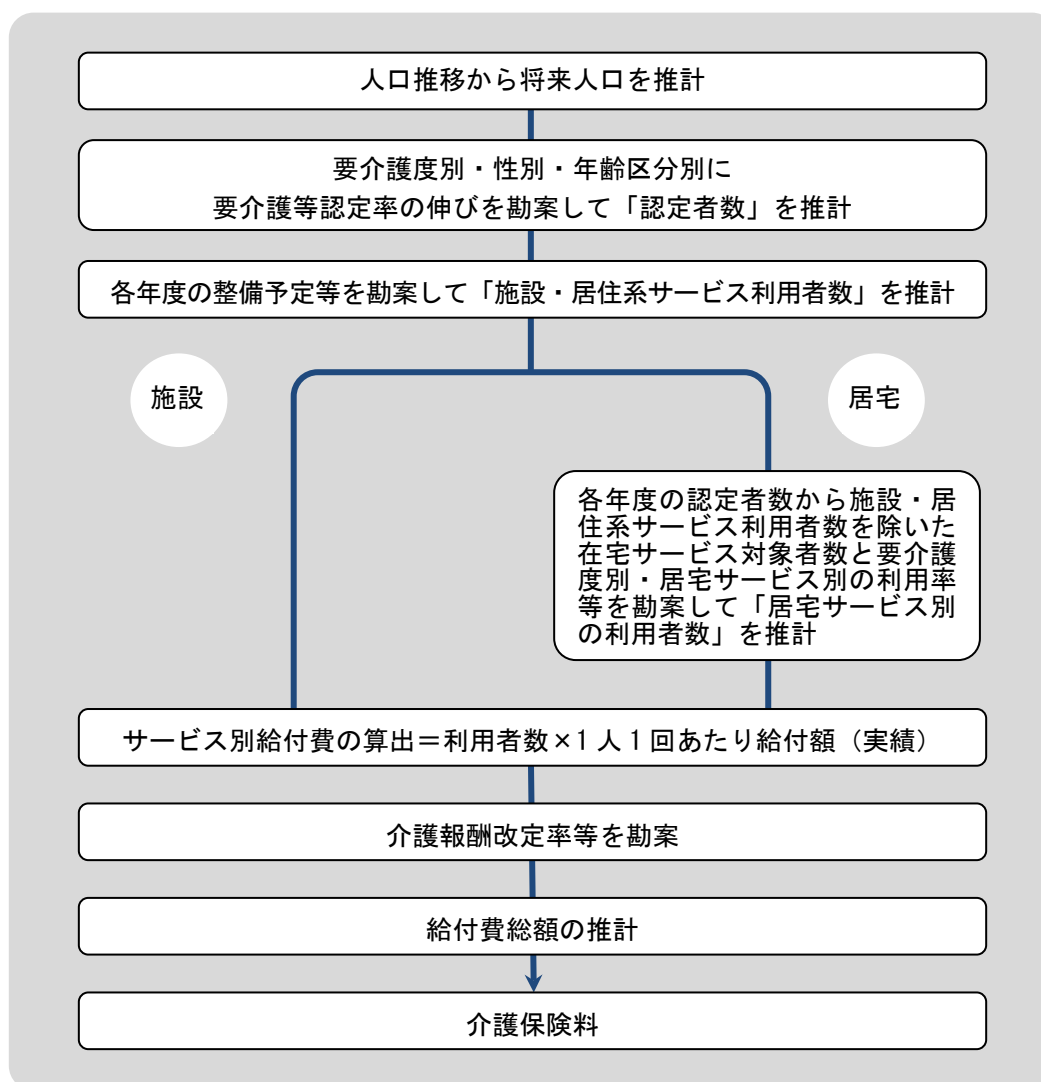 人口推移から将来人口を推計
要介護度別・性別・年齢区分別に
要介護等認定率の伸びを勘案して「認定者数」を推計
各年度の整備予定等を勘案して「施設・居住系サービス利用者数」を推計
施設
居宅
各年度の認定者数から施設・居
住系サービス利用者数を除いた
在宅サービス対象者数と要介護
度別・居宅サービス別の利用率
等を勘案して「居宅サービス別
の利用者数」を推計
サービス別給付費の算出＝利用者数×1人1回あたり給付額（実績）
介護報酬改定率等を勘案
給付費総額の推計
介護保険料